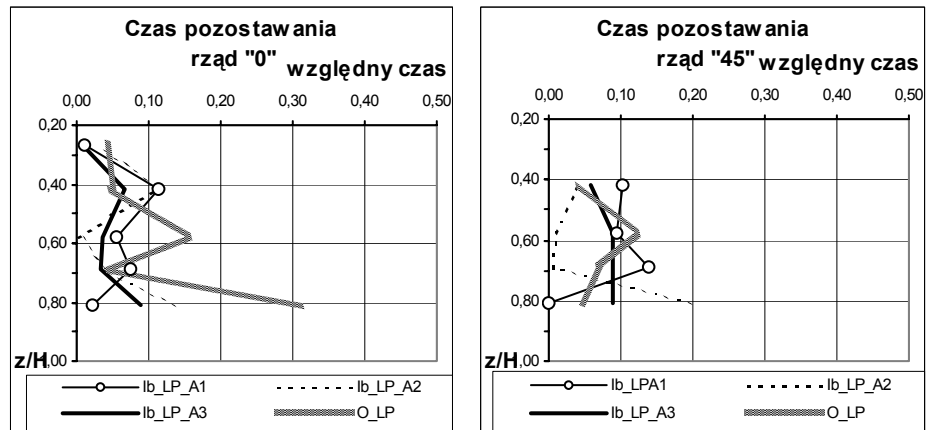 Czas pozostawania
rząd "0" względny czas
0,00 0,10 0,20 0,30 0,40 0,50
0,20
0,40
0,60
0,80
z/H ,00
Ib_LP_A1 Ib_LP_A2
Ib_LP_A3 O_LP
Czas pozostawania
rząd "45" względny czas
0,00 0,10 0,20 0,30 0,40 0,50
0,20
0,40
0,60
0,80
z/H ,00
Ib_LPA1 Ib_LP_A2
Ib_LP_A3 O_LP